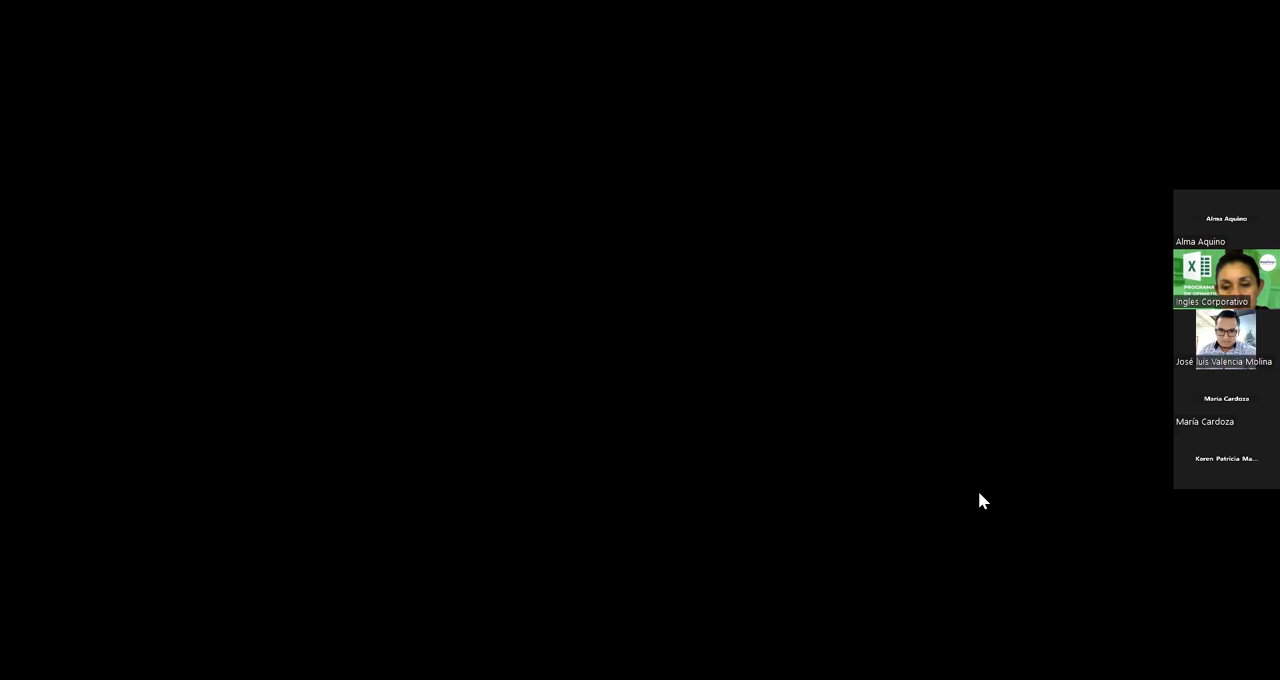 Alma Aquino
Alma Aquino
X
PROGRAMA
Ingles Corporativo
José luis Valencia Molina
María Cardoza
María Cardoza
Karen Patricia Ma...